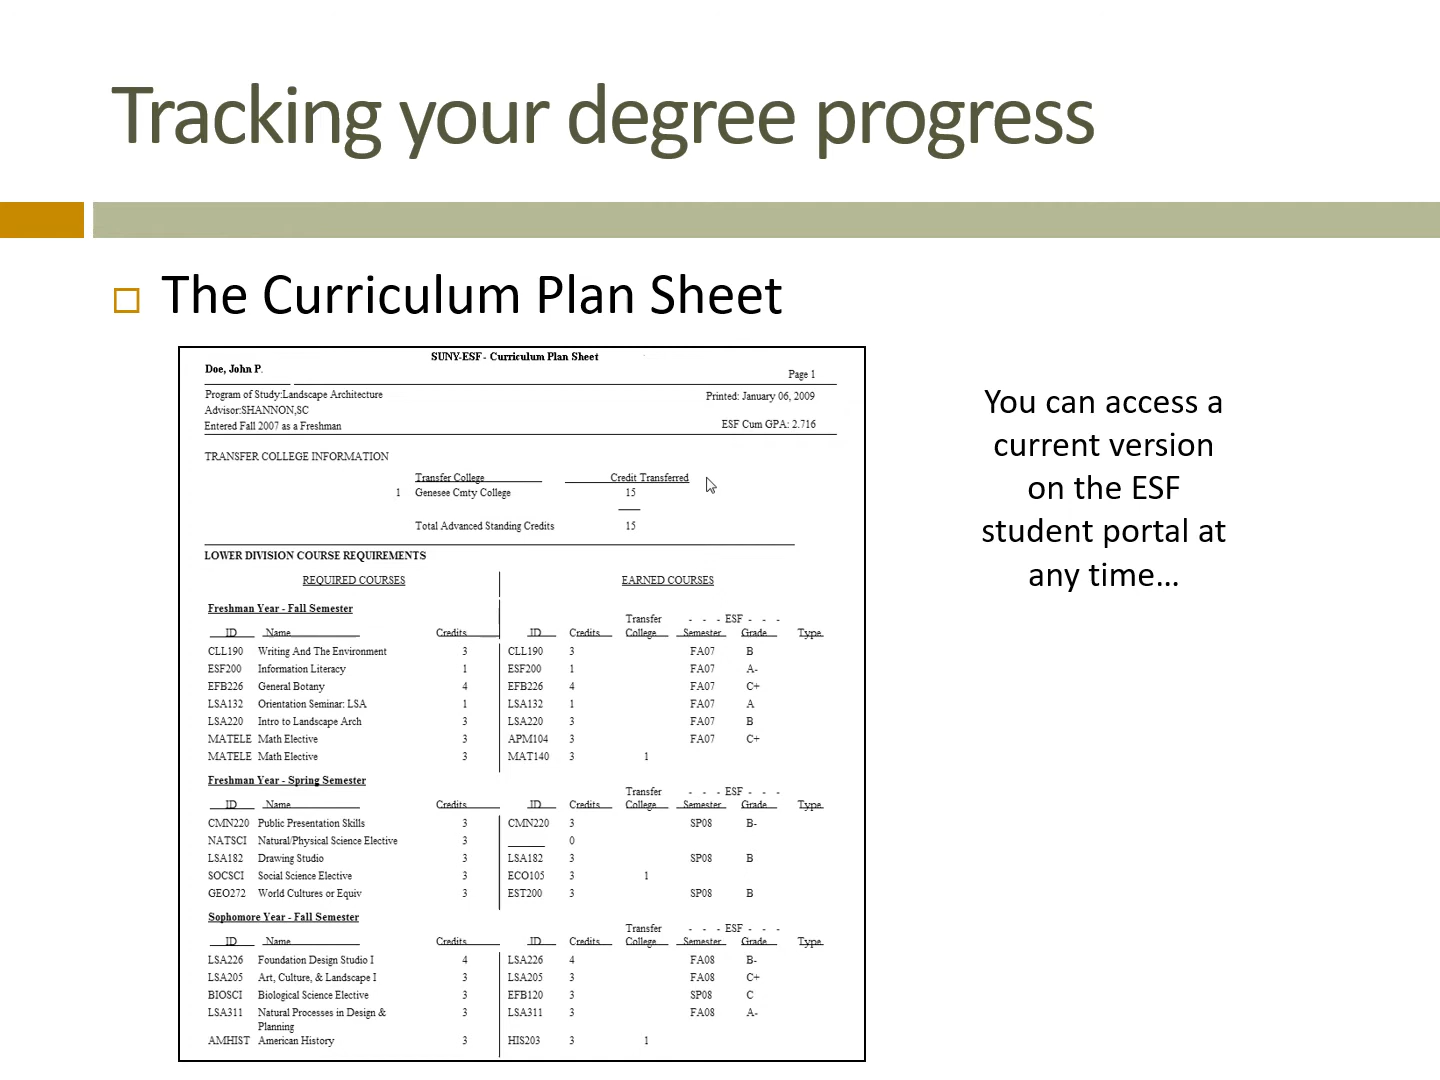 Tracking your degree progress
The Curriculum Plan Sheet
SUNY-ESF - Curriculum Plan Sheet
Doe, John P.
Page 1
Program of Study:Landscape Architecture
Printed: January 06, 2009
Advisor:SHANNON,SC
Entered Fall 2007 as a Freshman
ESF Cum GPA: 2.716
TRANSFER COLLEGE INFORMATION
Transfer College Credit Transferred
1 Genesee Cmty College 15
Total Advanced Standing Credits 15
LOWER DIVISION COURSE REQUIREMENTS
REQUIRED COURSES EARNED COURSES
Freshman Year - Fall Semester
Transfer - - - ESF - - -
ID Name Credits ID Credits College Semester Grade Type
CLL190 Writing And The Environment 3 CLL190 3 FA07 B
ESF200 Information Literacy 1 ESF200 1 FA07 A-
EFB226 General Botany 4 EFB226 4 FA07 C+
LSA132 Orientation Seminar: LSA 1 LSA132 1 FA07 A
LSA220 Intro to Landscape Arch 3 LSA220 3 FA07 B
MATELE Math Elective 3 APM104 3 FA07 C+
MATELE Math Elective 3 MAT140 3 1
Freshman Year - Spring Semester
Transfer - - - ESF - - -
ID Name Credits ID Credits College Semester Grade Type
CMN220 Public Presentation Skills 3 CMN220 3 SP08 B-
NATSCI Natural/Physical Science Elective 3 0
LSA182 Drawing Studio 3 LSA182 3 SP08 B
SOCSCI Social Science Elective 3 ECO105 3 1
GEO272 World Cultures or Equiv 3 EST200 3 SP08 B
Sophomore Year - Fall Semester
Transfer - - - ESF - - -
ID Name Credits ID Credits College Semester Grade Type
LSA226 Foundation Design Studio I 4 LSA226 4 FA08 B-
LSA205 Art, Culture, & Landscape I 3 LSA205 3 FA08 C+
BIOSCI Biological Science Elective 3 EFB120 3 SP08 C
LSA311 Natural Processes in Design & 3 LSA311 3 FA08 A-
Planning
AMHIST American History 3 HIS203 3 1
You can access a
current version
on the ESF
student portal at
any time...